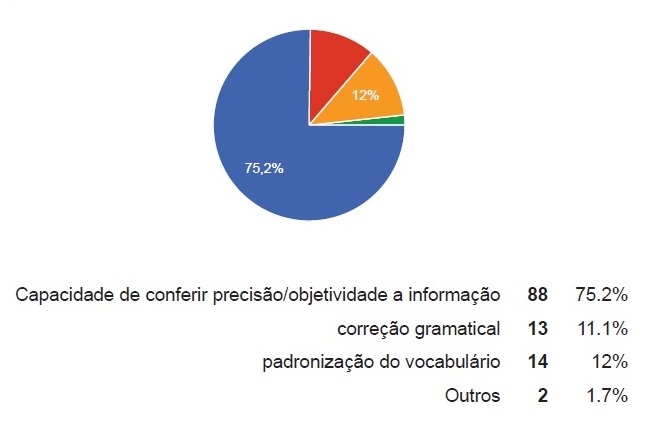 12%
75,2%
Capacidade de conferir precisão/objetividade a informação 88 75.2%
correção gramatical 13 11.1%
padronização do vocabulário 14 12%
Outros 2 1.7%